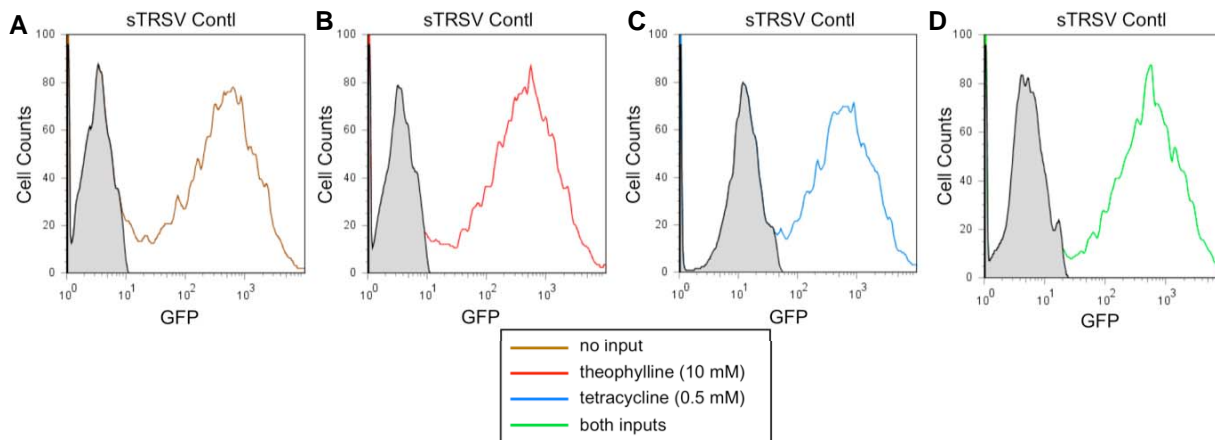 A
sTRSV Contl
Cell Counts
100
80
60
40
20
0
10^0 10^1 10^2 10^3
GFP
B
sTRSV Contl
Cell Counts
100
80
60
40
20
0
10^0 10^1 10^2 10^3
GFP
C
sTRSV Contl
Cell Counts
100
80
60
40
20
0
10^0 10^1 10^2 10^3
GFP
D
sTRSV Contl
Cell Counts
100
80
60
40
20
0
10^0 10^1 10^2 10^3
GFP
no input
theophylline (10 mM)
tetracycline (0.5 mM)
both inputs